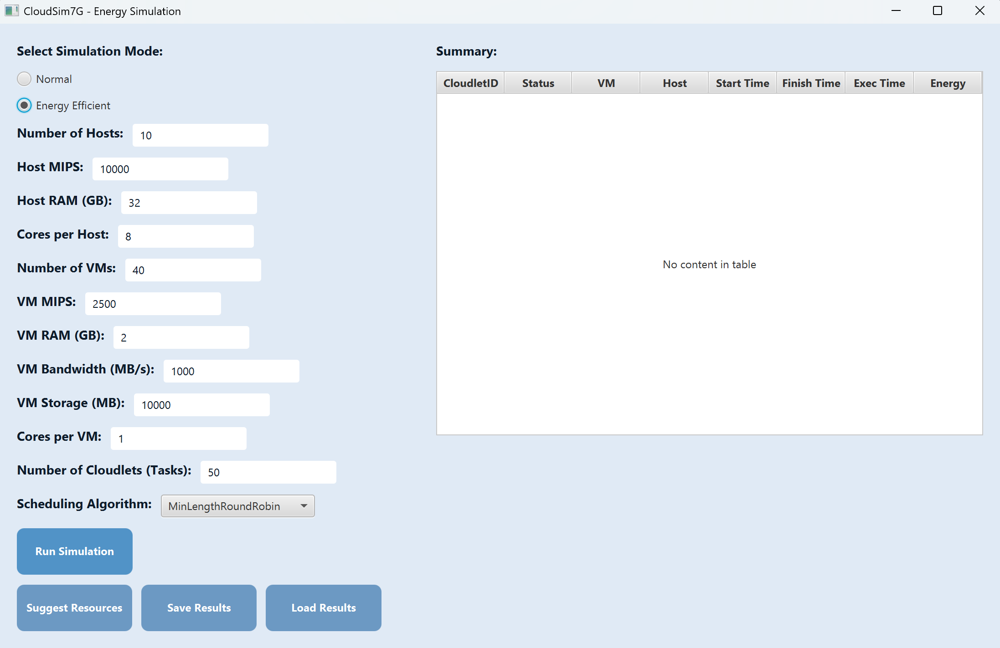 CloudSim7G - Energy Simulation
Select Simulation Mode:
Normal
Energy Efficient
Number of Hosts: 10
Host MIPS: 10000
Host RAM (GB): 32
Cores per Host: 8
Number of VMs: 40
VM MIPS: 2500
VM RAM (GB): 2
VM Bandwidth (MB/s): 1000
VM Storage (MB): 10000
Cores per VM: 1
Number of Cloudlets (Tasks): 50
Scheduling Algorithm: MinLengthRoundRobin
Run Simulation
Suggest Resources Save Results Load Results
Summary:
CloudletID Status VM Host Start Time Finish Time Exec Time Energy
No content in table